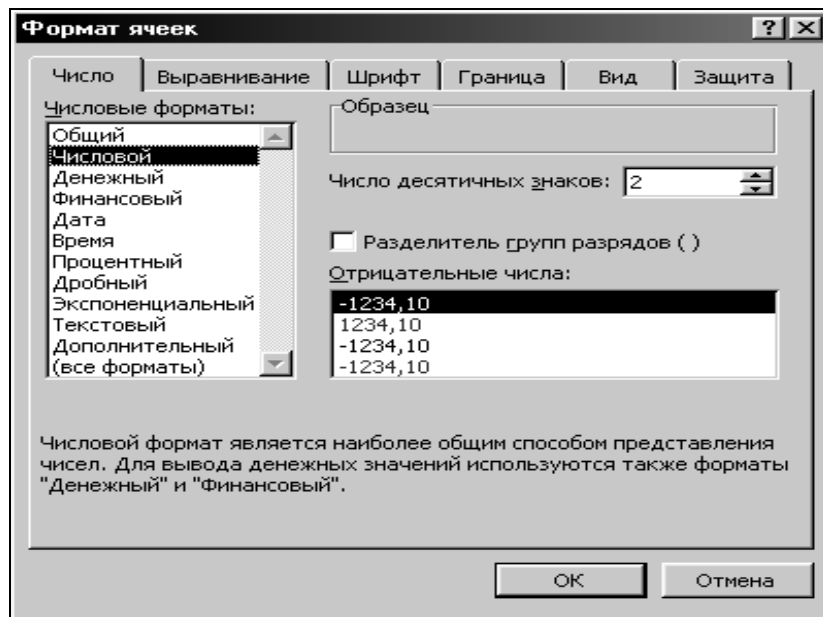 Формат ячеек
Число Выравнивание Шрифт Граница Вид Защита
Числовые форматы:
Общий
Числовой
Денежный
Финансовый
Дата
Время
Процентный
Дробный
Экспоненциальный
Текстовый
Дополнительный
(все форматы)
Образец
Число десятичных знаков: 2
Разделитель групп разрядов ( )
Отрицательные числа:
-1234,10
1234,10
-1234,10
-1234,10
Числовой формат является наиболее общим способом представления
чисел. Для вывода денежных значений используются также форматы
"Денежный" и "Финансовый".
ОК Отмена